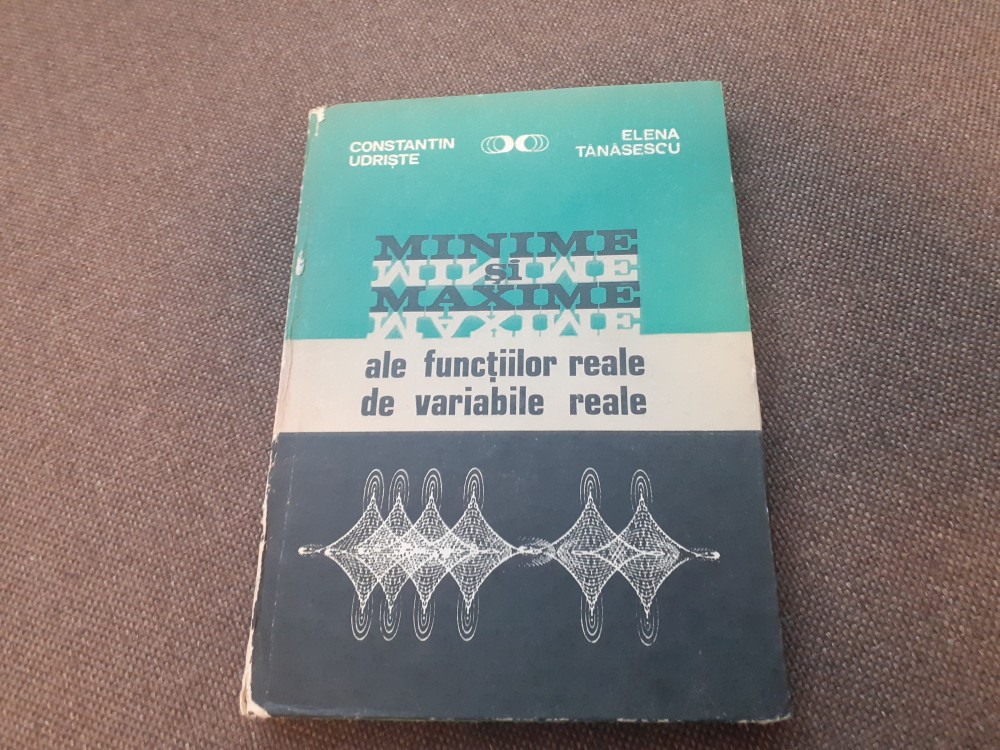 CONSTANTIN
UDRIȘTE
ELENA
TĂNĂSESCU
MINIME
și
MAXIME
ale funcțiilor reale
de variabile reale